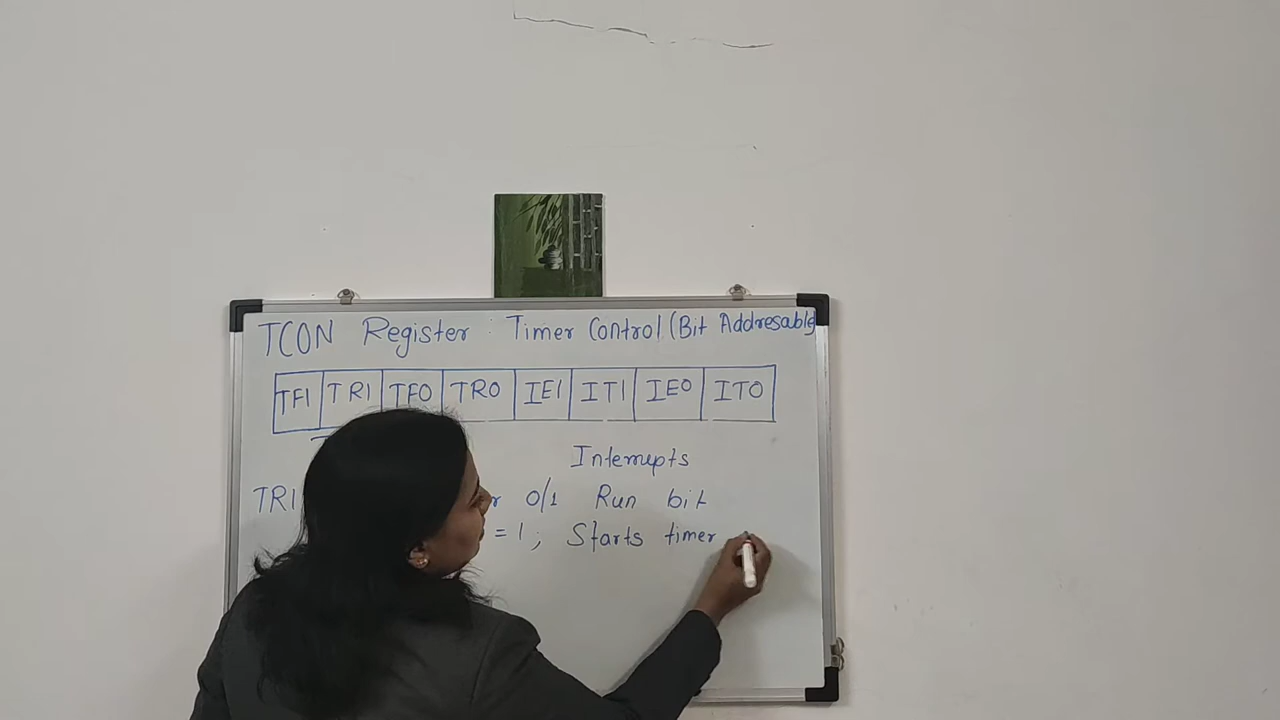 TCON Register : Timer Control (Bit Addresable)
TF1 TR1 TF0 TR0 IE1 IT1 IE0 IT0
Interrupts
TR1 0/1 Run bit
= 1 ; Starts timer